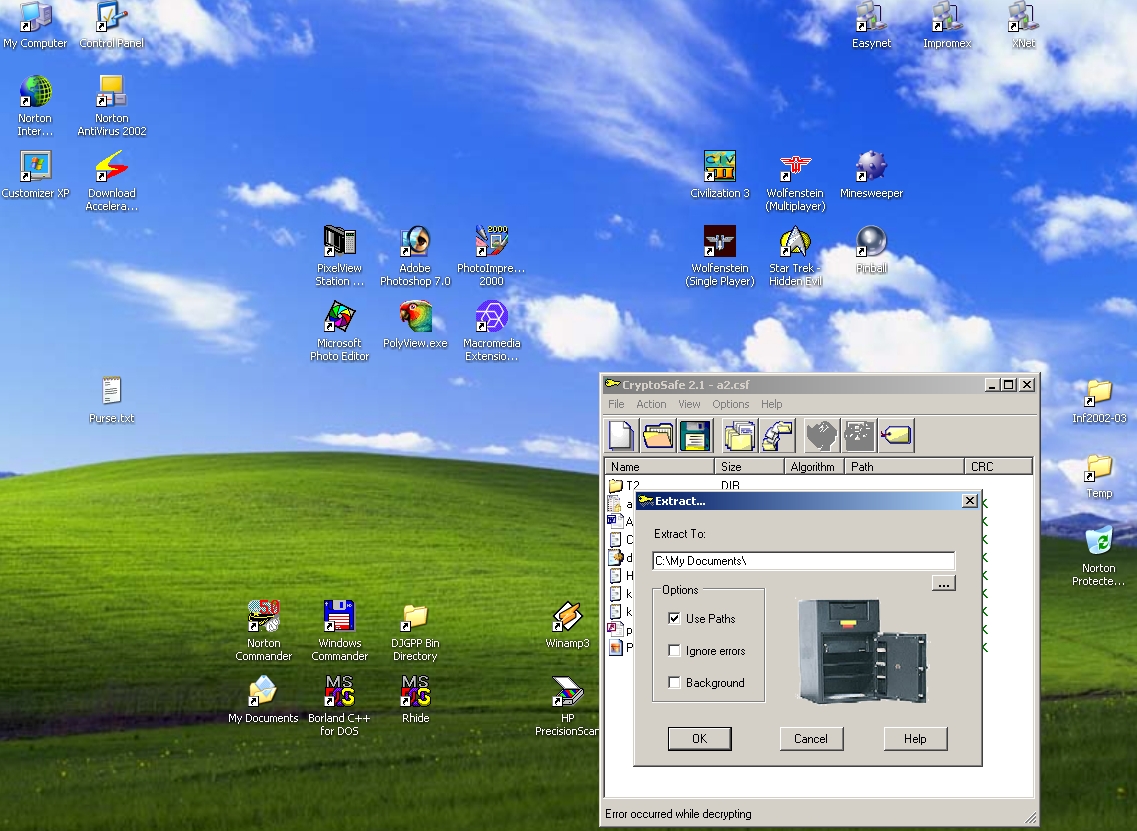 My Computer
Control Panel
Easynet
Impromex
xNet
Norton
Inter...
Norton
AntiVirus 2002
Customizer XP
Download
Accelera...
Civilization 3
Wolfenstein
(Multiplayer)
Minesweeper
PixelView
Station ...
Adobe
Photoshop 7.0
2000
PhotoImpre...
2000
Wolfenstein
(Single Player)
Star Trek -
Hidden Evil
Pinball
Microsoft
Photo Editor
PolyView.exe
Macromedia
Extensio...
Purse.txt
Inf2002-03
Temp
Norton
Protecte...
Norton
Commander
Windows
Commander
DJGPP Bin
Directory
Winamp3
My Documents
Borland C++
for DOS
Rhide
HP
PrecisionScan
CryptoSafe 2.1 - a2.csf
File Action View Options Help
Name Size Algorithm Path CRC
T2 DIR
Extract...
Extract To:
C:\My Documents\
...
Options
Use Paths
Ignore errors
Background
OK Cancel Help
Error occurred while decrypting